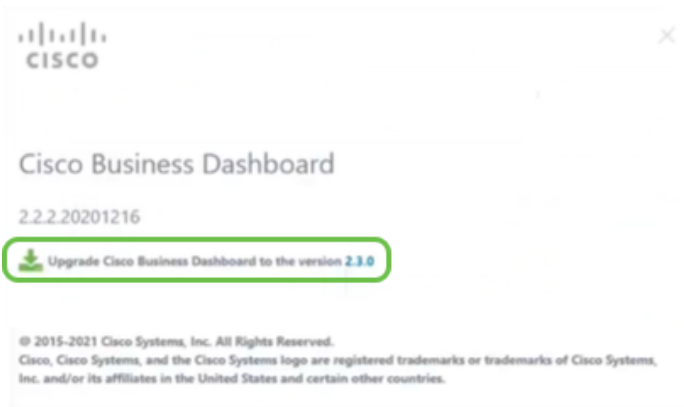 CISCO
Cisco Business Dashboard
2.2.2.20201216
Upgrade Cisco Business Dashboard to the version 2.3.0
© 2015-2021 Cisco Systems, Inc. All Rights Reserved.
Cisco, Cisco Systems, and the Cisco Systems logo are registered trademarks or trademarks of Cisco Systems,
Inc. and/or its affiliates in the United States and certain other countries.